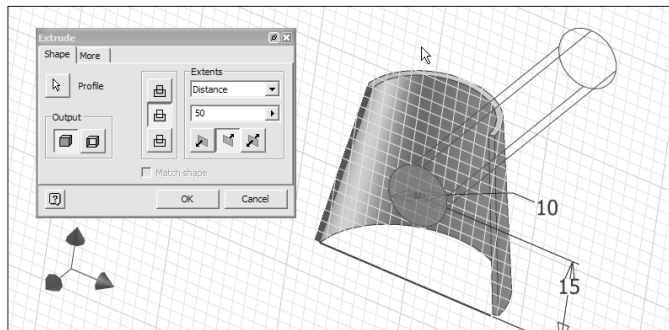 Extrude
Shape More
Profile
Extents
Distance
50
Output
Match shape
OK Cancel
10
15